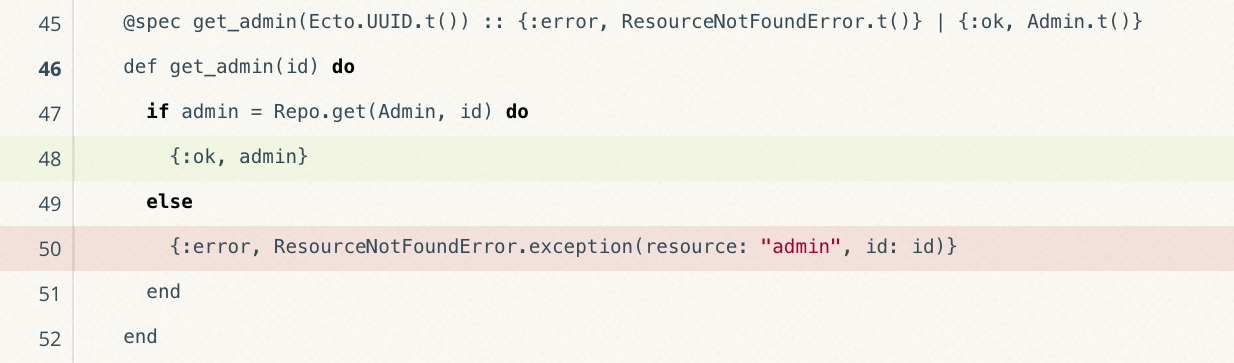 45 @spec get_admin(Ecto.UUID.t()) :: {:error, ResourceNotFoundError.t()} | {:ok, Admin.t()}
46 def get_admin(id) do
47 if admin = Repo.get(Admin, id) do
48 {:ok, admin}
49 else
50 {:error, ResourceNotFoundError.exception(resource: "admin", id: id)}
51 end
52 end